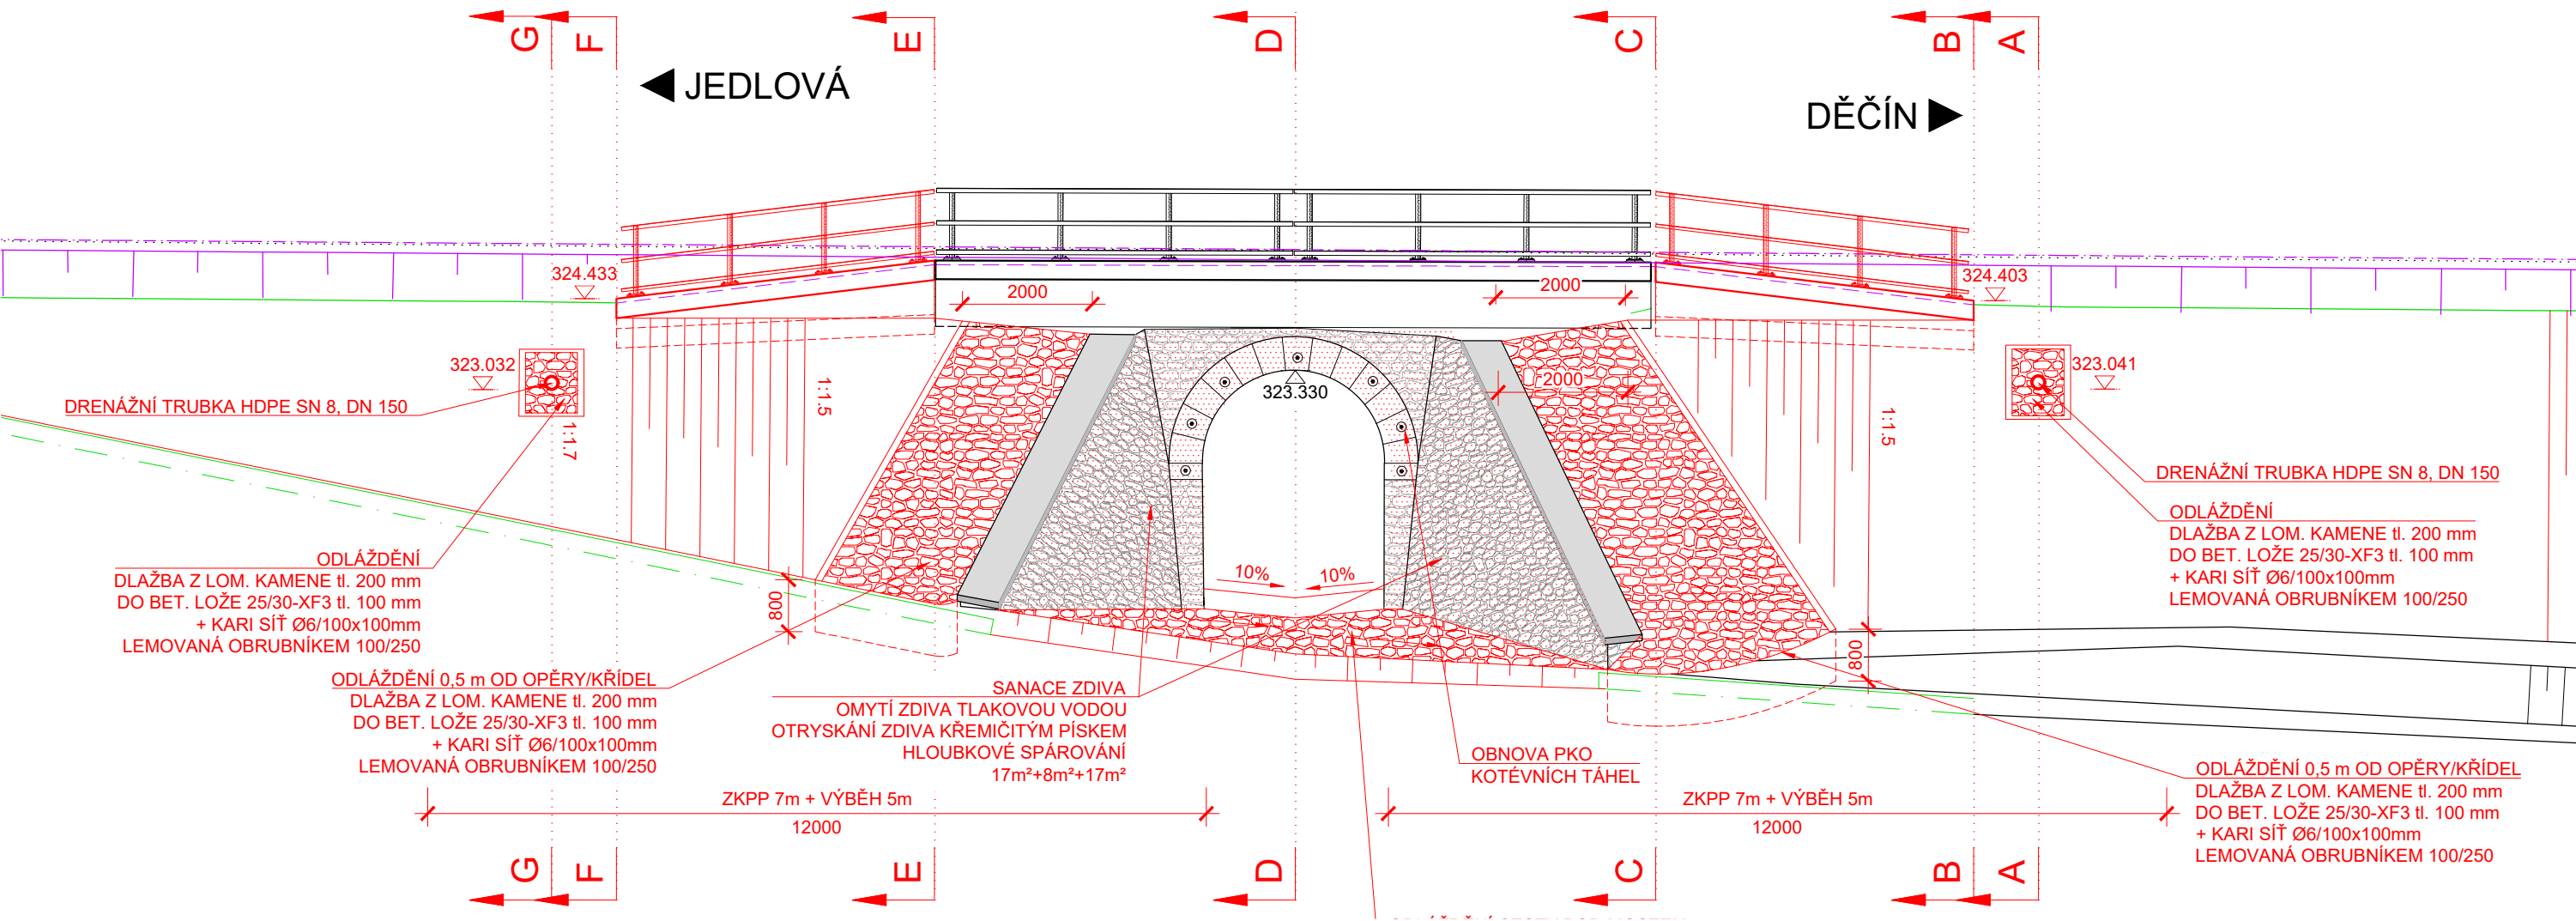 G F E D C B A
JEDLOVÁ
DĚČÍN
324.433
2000
2000
324.403
323.032
1:1.5
323.330
2000
1:1.5
323.041
DRENÁŽNÍ TRUBKA HDPE SN 8, DN 150
1:1.7
DRENÁŽNÍ TRUBKA HDPE SN 8, DN 150
ODLÁŽDĚNÍ
DLAŽBA Z LOM. KAMENE tl. 200 mm
DO BET. LOŽE 25/30-XF3 tl. 100 mm
+ KARI SÍŤ Ø6/100x100mm
LEMOVANÁ OBRUBNÍKEM 100/250
ODLÁŽDĚNÍ
DLAŽBA Z LOM. KAMENE tl. 200 mm
DO BET. LOŽE 25/30-XF3 tl. 100 mm
+ KARI SÍŤ Ø6/100x100mm
LEMOVANÁ OBRUBNÍKEM 100/250
10%
10%
800
800
ODLÁŽDĚNÍ 0,5 m OD OPĚRY/KŘÍDEL
DLAŽBA Z LOM. KAMENE tl. 200 mm
DO BET. LOŽE 25/30-XF3 tl. 100 mm
+ KARI SÍŤ Ø6/100x100mm
LEMOVANÁ OBRUBNÍKEM 100/250
SANACE ZDIVA
OMYTÍ ZDIVA TLAKOVOU VODOU
OTRYSKÁNÍ ZDIVA KŘEMIČITÝM PÍSKEM
HLOUBKOVÉ SPÁROVÁNÍ
17m²+8m²+17m²
OBNOVA PKO
KOTÉVNÍCH TÁHEL
ODLÁŽDĚNÍ 0,5 m OD OPĚRY/KŘÍDEL
DLAŽBA Z LOM. KAMENE tl. 200 mm
DO BET. LOŽE 25/30-XF3 tl. 100 mm
+ KARI SÍŤ Ø6/100x100mm
LEMOVANÁ OBRUBNÍKEM 100/250
ZKPP 7m + VÝBĚH 5m
12000
ZKPP 7m + VÝBĚH 5m
12000
G F E D C B A